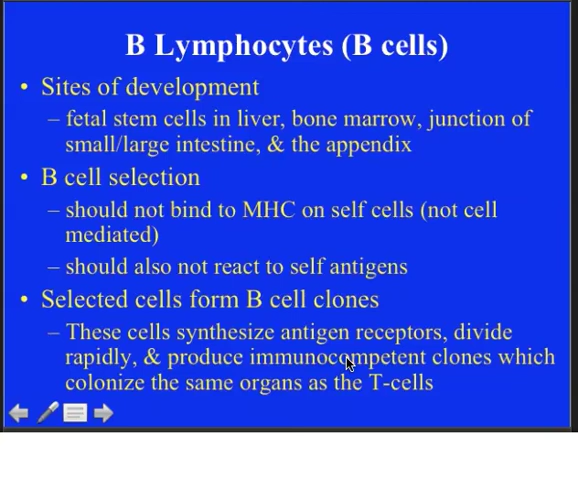 B Lymphocytes (B cells)
• Sites of development
– fetal stem cells in liver, bone marrow, junction of
small/large intestine, & the appendix
• B cell selection
– should not bind to MHC on self cells (not cell
mediated)
– should also not react to self antigens
• Selected cells form B cell clones
– These cells synthesize antigen receptors, divide
rapidly, & produce immunocompetent clones which
colonize the same organs as the T-cells